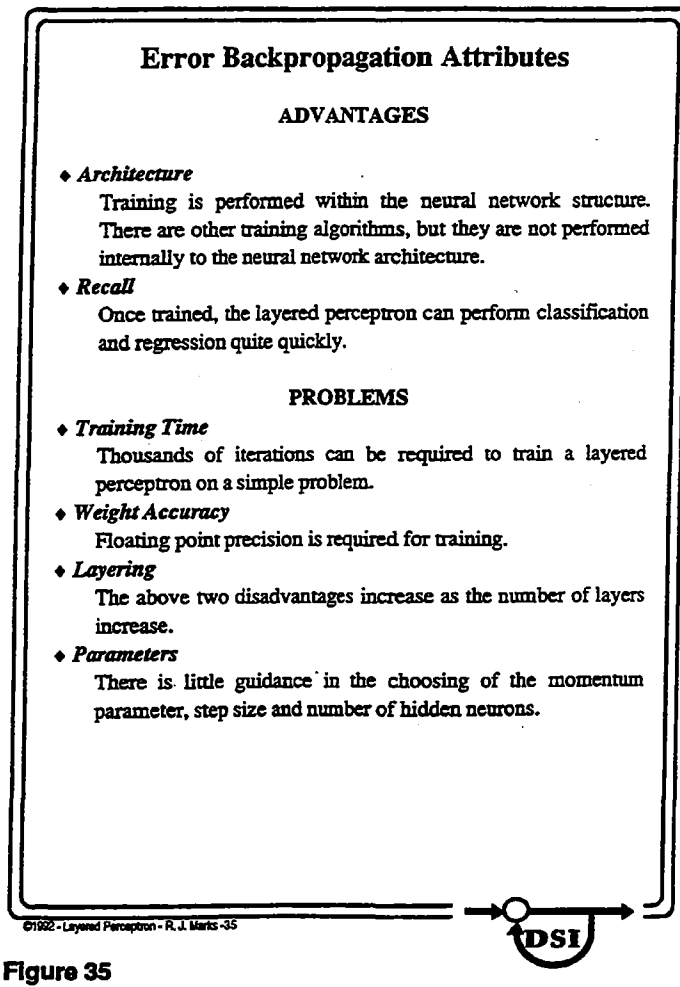 Error Backpropagation Attributes
ADVANTAGES
♦ Architecture
Training is performed within the neural network structure.
There are other training algorithms, but they are not performed
internally to the neural network architecture.
♦ Recall
Once trained, the layered perceptron can perform classification
and regression quite quickly.
PROBLEMS
♦ Training Time
Thousands of iterations can be required to train a layered
perceptron on a simple problem.
♦ Weight Accuracy
Floating point precision is required for training.
♦ Layering
The above two disadvantages increase as the number of layers
increase.
♦ Parameters
There is little guidance in the choosing of the momentum
parameter, step size and number of hidden neurons.
©1992 - Layered Perceptron - R. J. Marks -35
DSI
Figure 35